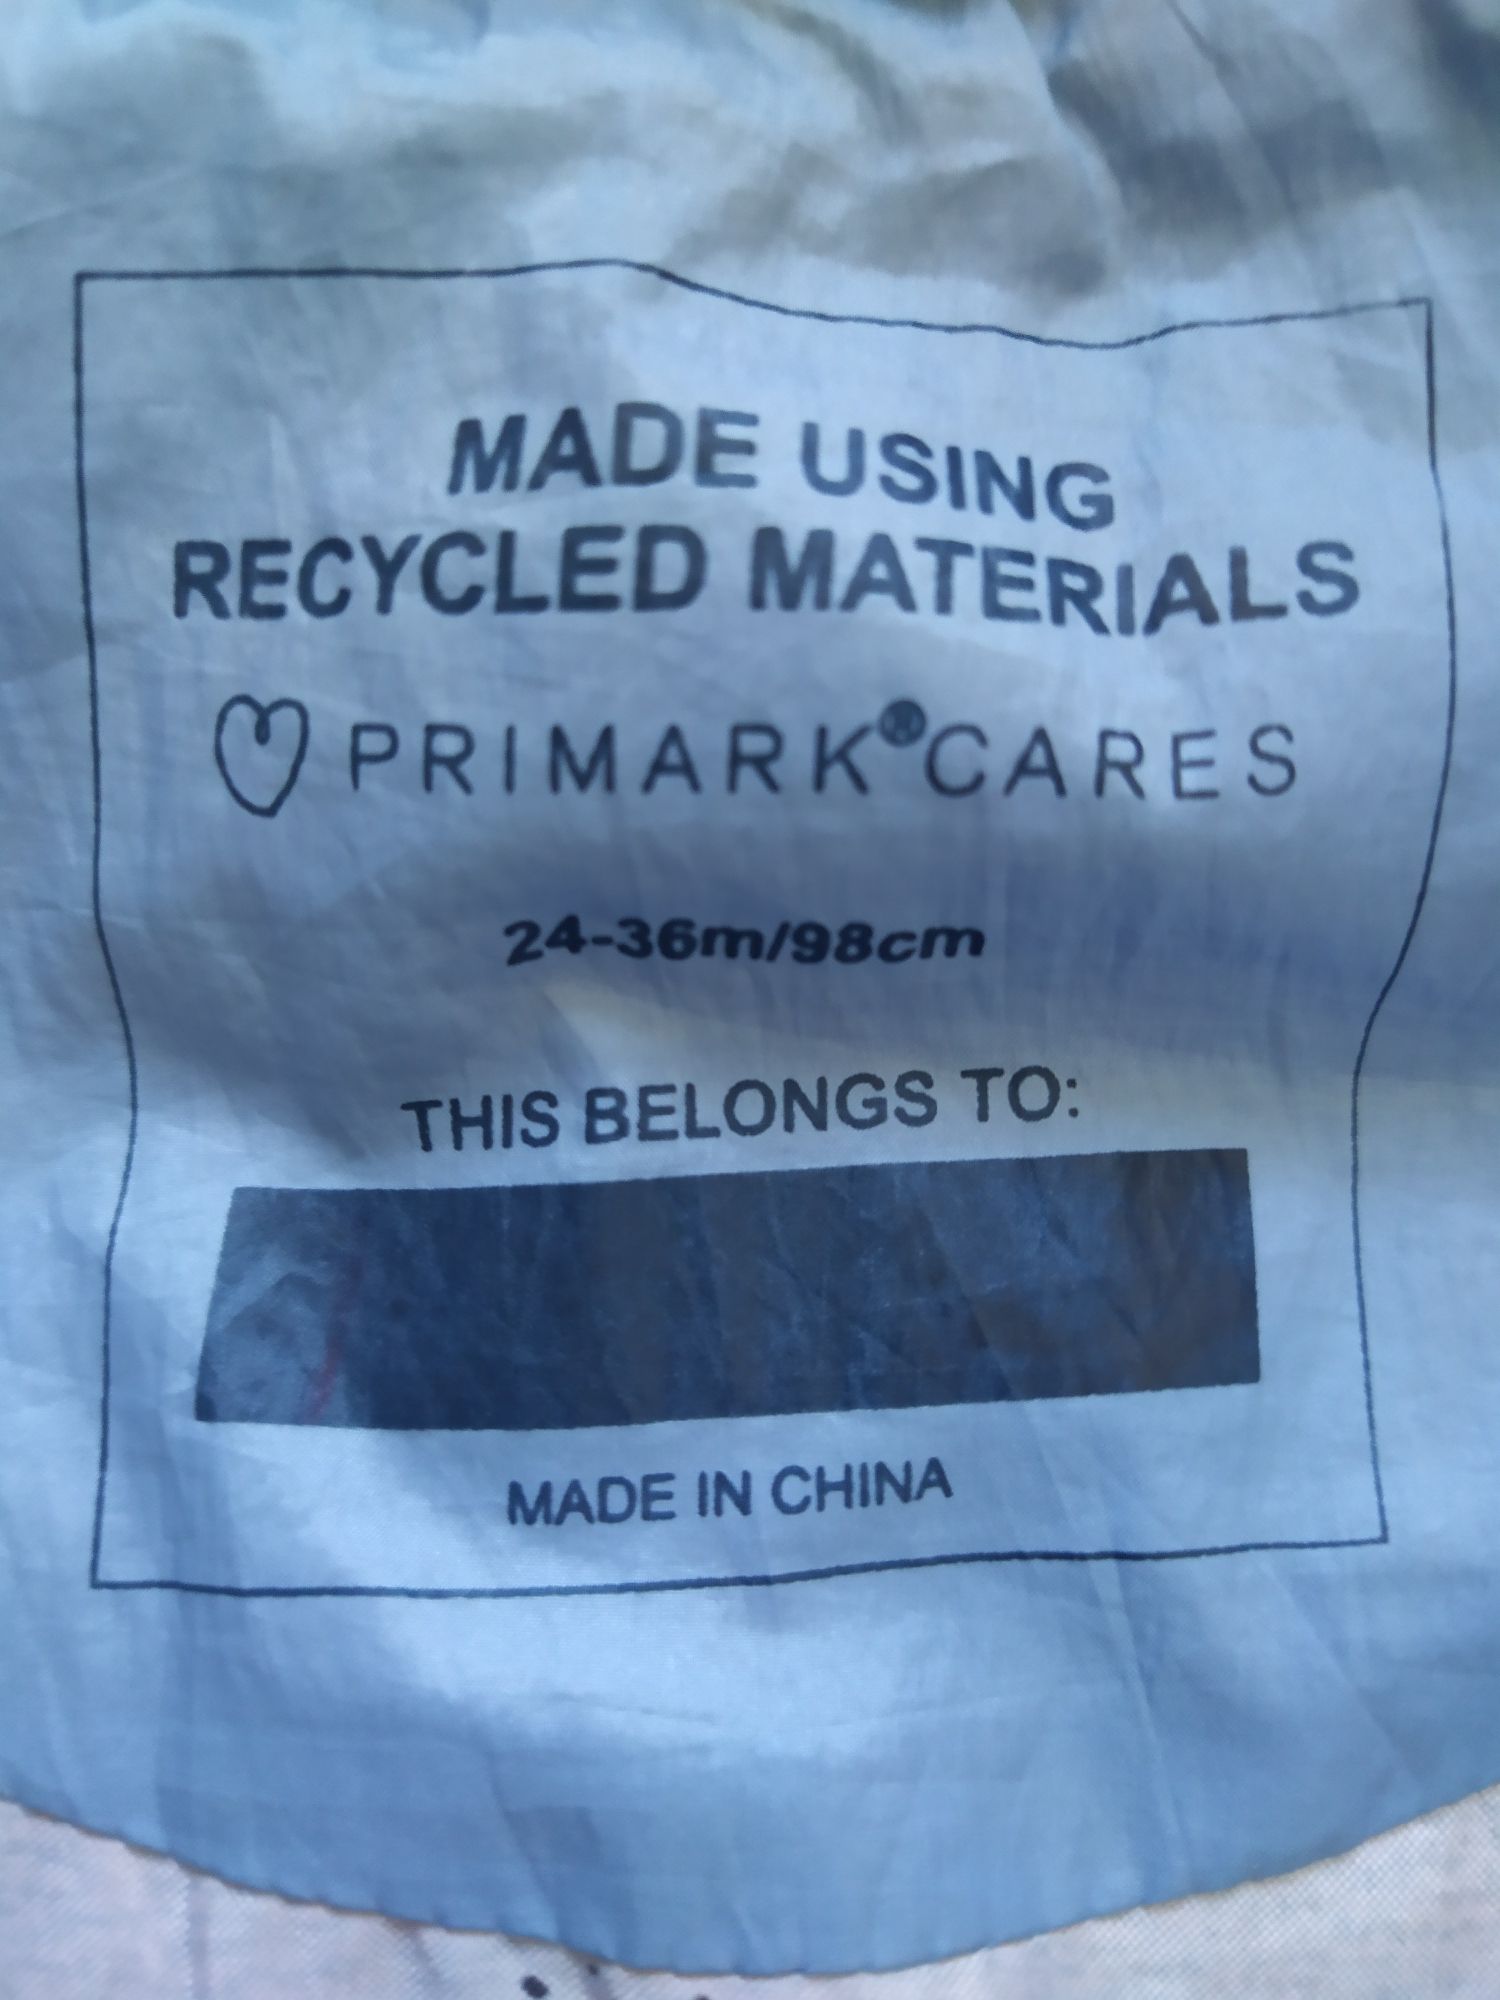 MADE USING
RECYCLED MATERIALS
PRIMARK® CARES
24-36m/98cm
THIS BELONGS TO:
MADE IN CHINA